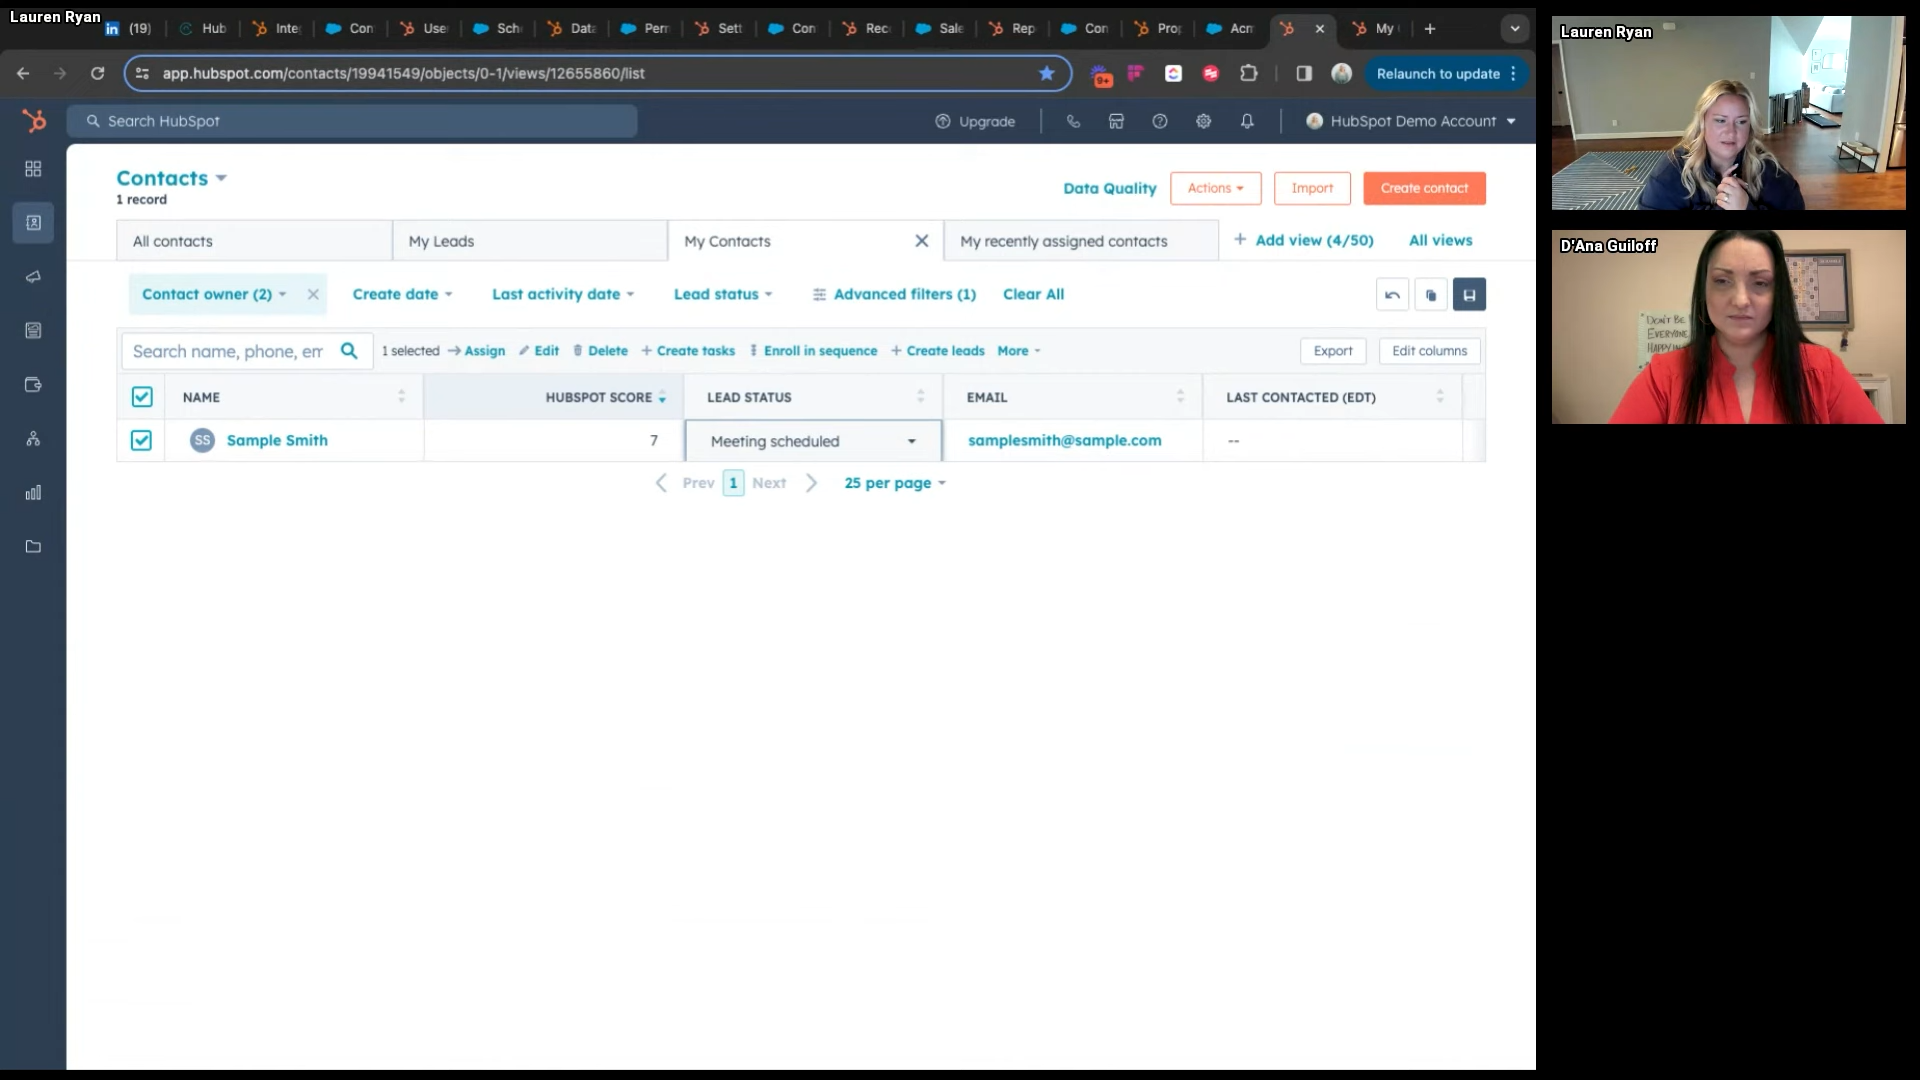 Lauren Ryan
(19)
Hub
Inte
Con
Use
Sch
Data
Perm
Sett
Con
Rec
Sale
Rep
Con
Prop
Acm
My
app.hubspot.com/contacts/19941549/objects/0-1/views/12655860/list
9+
Relaunch to update
Search HubSpot
Upgrade
HubSpot Demo Account
Contacts
1 record
Data Quality
Actions
Import
Create contact
All contacts
My Leads
My Contacts
My recently assigned contacts
+ Add view (4/50)
All views
Contact owner (2)
Create date
Last activity date
Lead status
Advanced filters (1)
Clear All
Search name, phone, em
1 selected
Assign
Edit
Delete
+ Create tasks
Enroll in sequence
+ Create leads
More
Export
Edit columns
NAME
HUBSPOT SCORE
LEAD STATUS
EMAIL
LAST CONTACTED (EDT)
SS
Sample Smith
7
Meeting scheduled
samplesmith@sample.com
--
Prev
1
Next
25 per page
Lauren Ryan
D'Ana Guiloff